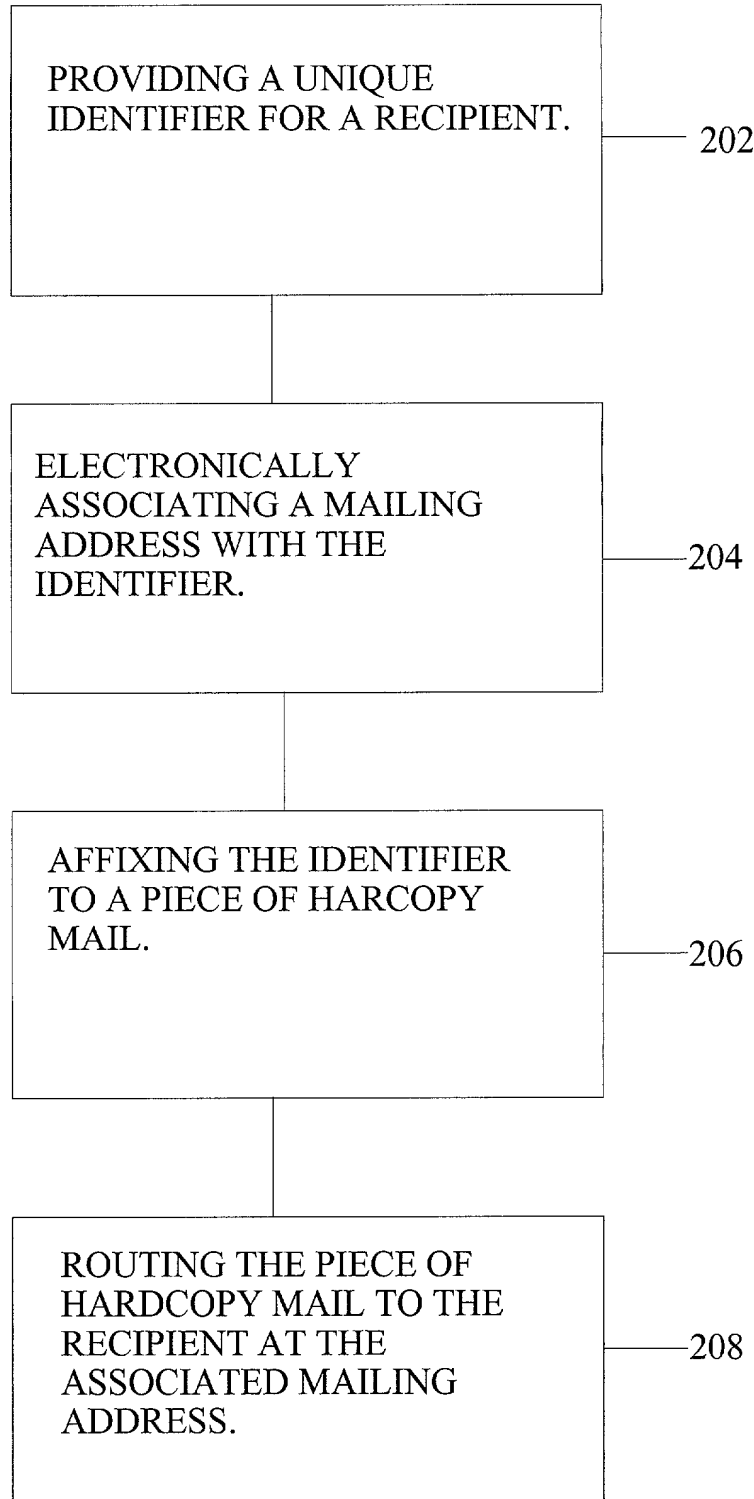 PROVIDING A UNIQUE
IDENTIFIER FOR A RECIPIENT.
202
ELECTRONICALLY
ASSOCIATING A MAILING
ADDRESS WITH THE
IDENTIFIER.
204
AFFIXING THE IDENTIFIER
TO A PIECE OF HARCOPY
MAIL.
206
ROUTING THE PIECE OF
HARDCOPY MAIL TO THE
RECIPIENT AT THE
ASSOCIATED MAILING
ADDRESS.
208